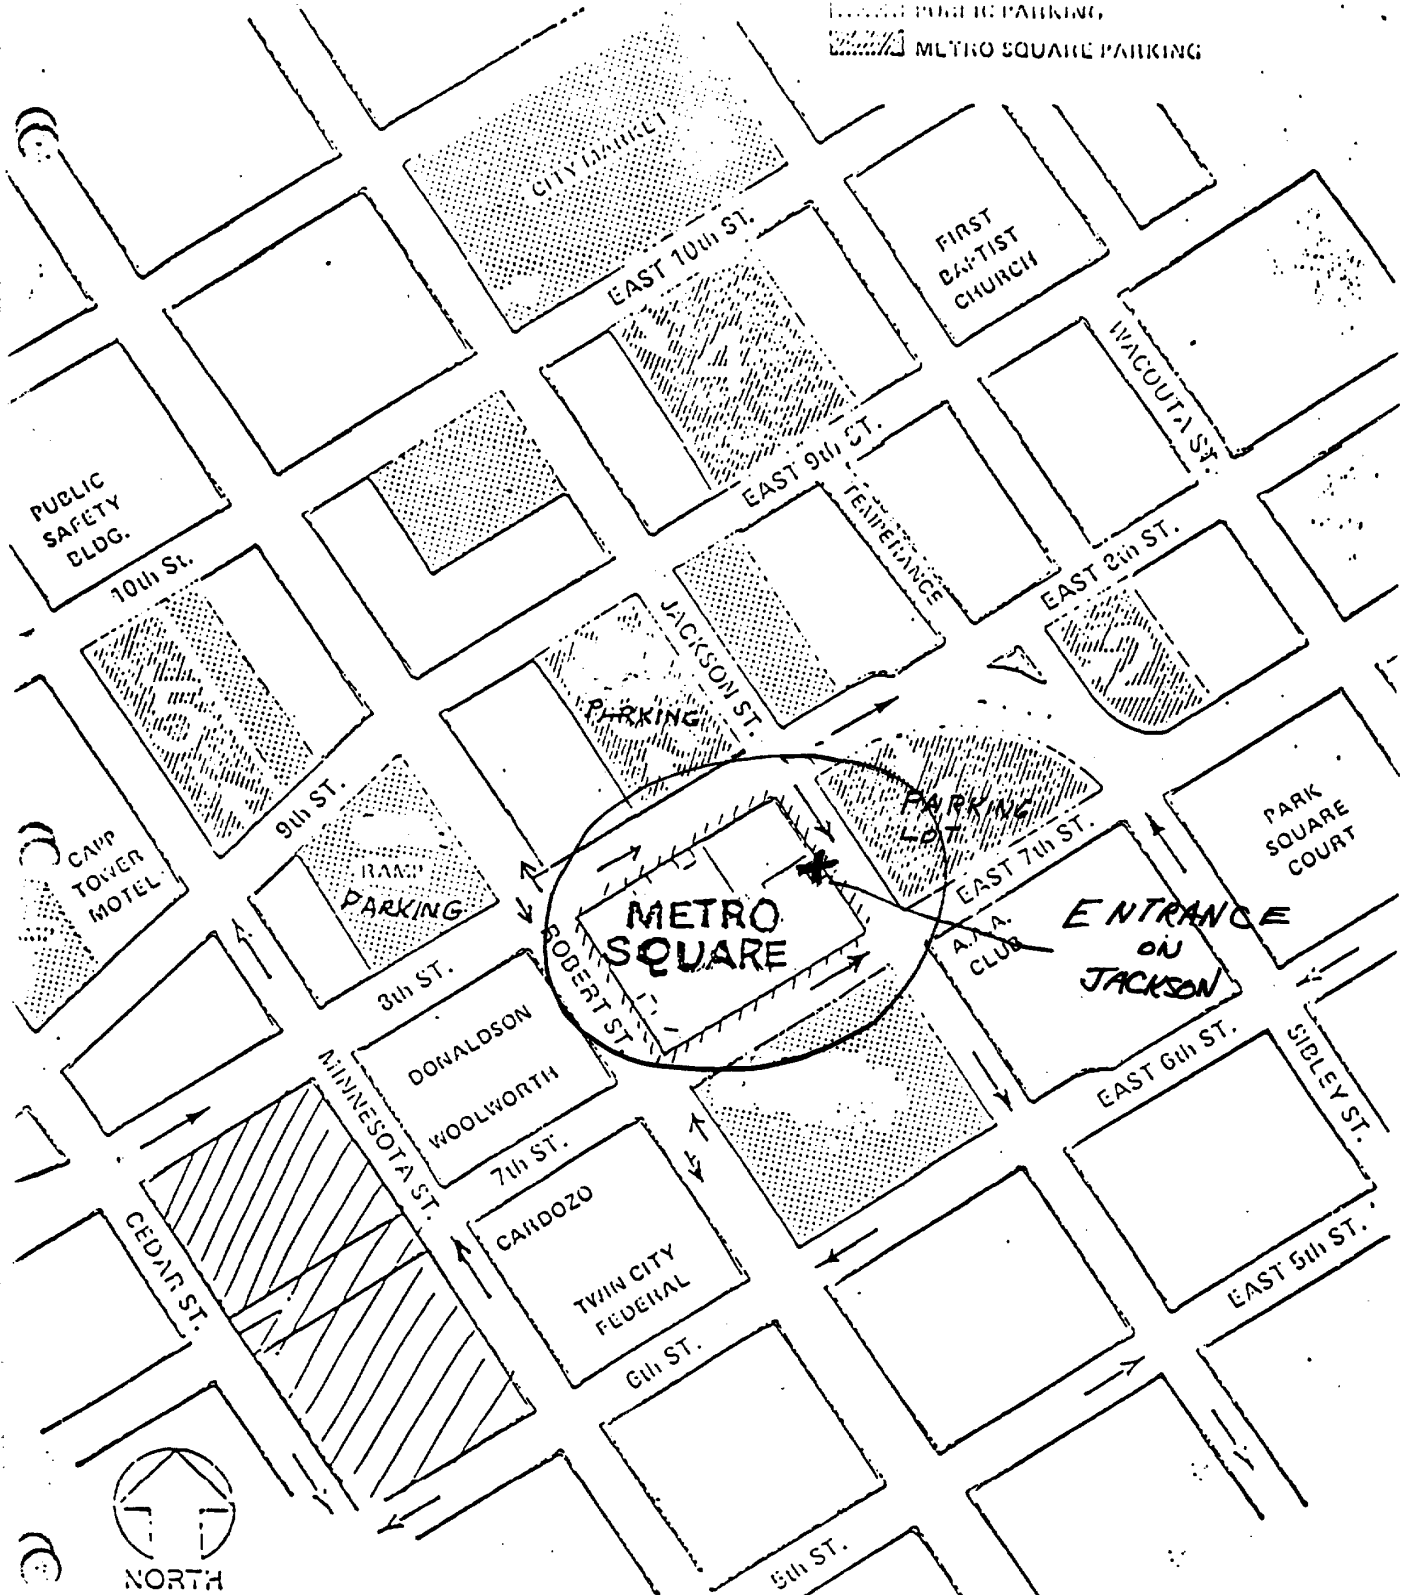 PUBLIC PARKING
METRO SQUARE PARKING
CITY MARKET
EAST 10th ST.
FIRST
BAPTIST
CHURCH
WACOUTA ST.
4
EAST 9th ST.
TEMPERANCE
EAST 8th ST.
PUBLIC
SAFETY
BLDG.
10th St.
JACKSON ST.
PARKING
5
2
9th ST.
CAPP
TOWER
MOTEL
RAMP
PARKING
PARKING
LOT
EAST 7th ST.
PARK
SQUARE
COURT
METRO
SQUARE
ROBERT ST.
A.
CLUB
ENTRANCE
ON
JACKSON
8th ST.
DONALDSON
WOOLWORTH
MINNESOTA ST.
7th ST.
EAST 6th ST.
SIBLEY ST.
CEDAR ST.
CARDOZO
TWIN CITY
FEDERAL
6th ST.
EAST 5th ST.
5th ST.
NORTH